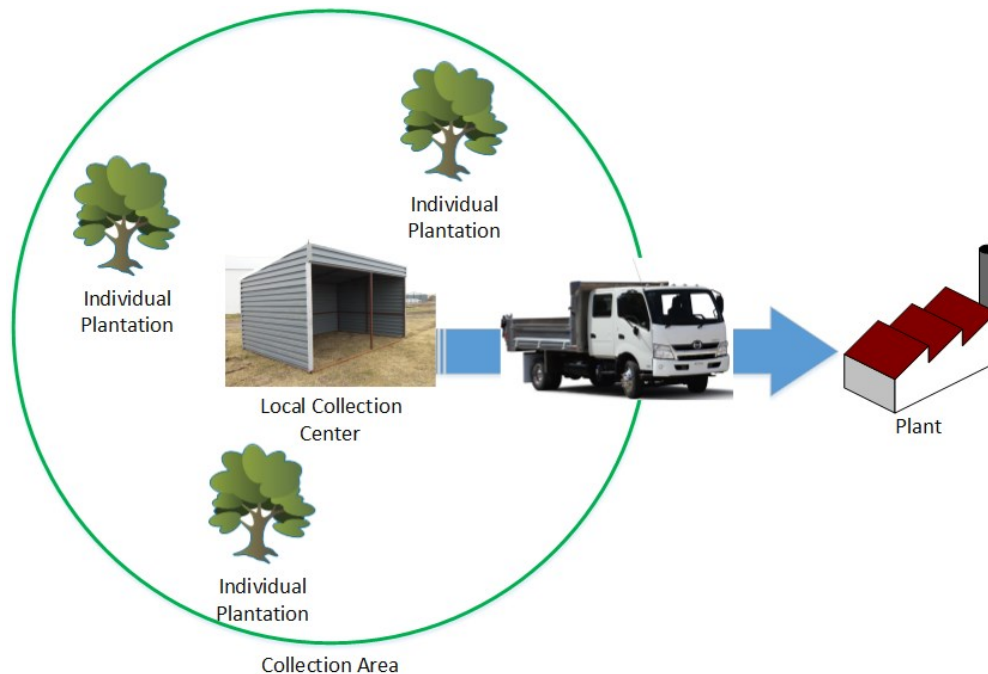 Individual
Plantation
Individual
Plantation
Local Collection
Center
Plant
Individual
Plantation
Collection Area